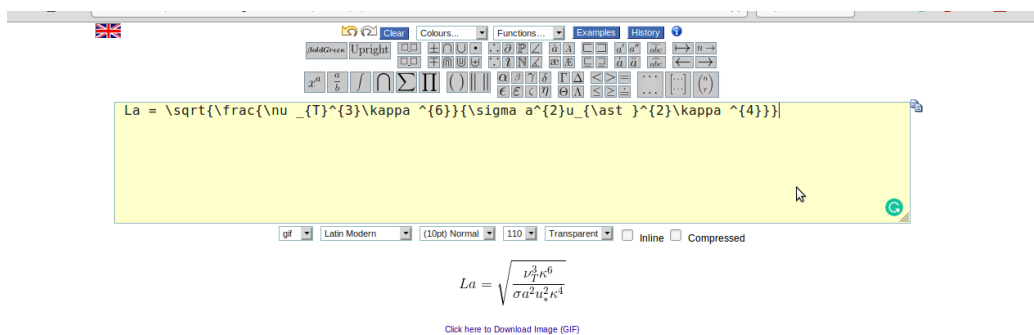 Clear Colours... Functions... Examples History
BoldGreen Upright
La = \sqrt{\frac{\nu _{T}^{3}\kappa ^{6}}{\sigma a^{2}u_{\ast }^{2}\kappa ^{4}}}
gif Latin Modern (10pt) Normal 110 Transparent Inline Compressed
La = √(ν_T^3 κ^6 / σa^2 u_*^2 κ^4)
Click here to Download Image (GIF)